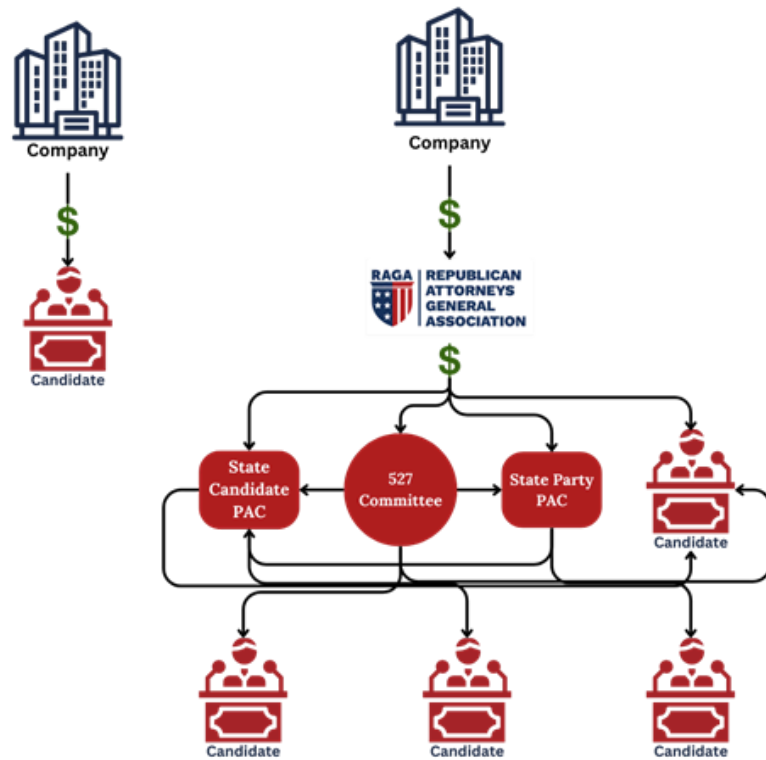 Company
Company
$
$
RAGA
REPUBLICAN
ATTORNEYS
GENERAL
ASSOCIATION
Candidate
$
State
Candidate
PAC
527
Committee
State Party
PAC
Candidate
Candidate
Candidate
Candidate